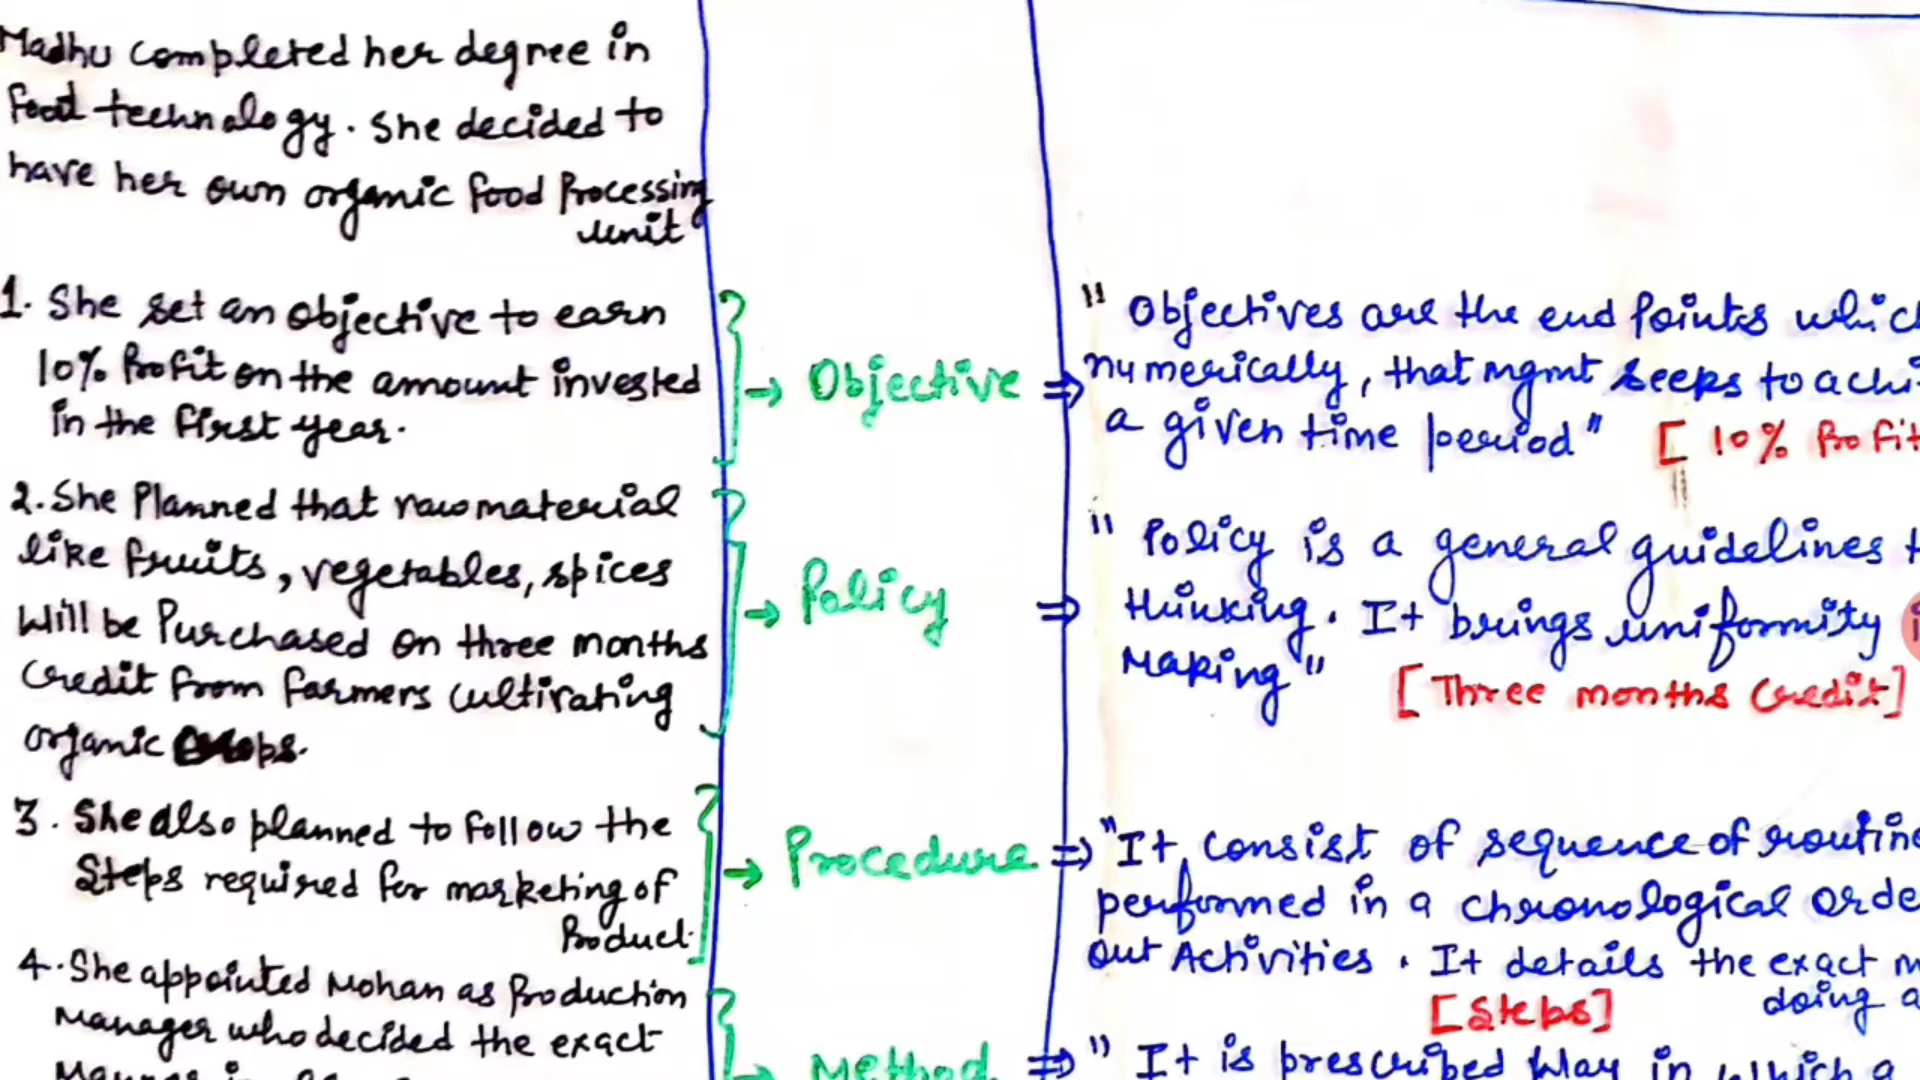 Madhu completed her degree in
food technology. She decided to
have her own organic food Processing
unit
1. She set an objective to earn
10% Profit on the amount invested
in the first year.
2. She Planned that raw material
like fruits, vegetables, spices
will be Purchased on three months
Credit from farmers cultivating
organic crops.
3. She also planned to follow the
Steps required for marketing of
Product.
4. She appointed Mohan as Production
Manager who decided the exact
Objective
Policy
Procedure
Method
" Objectives are the end Points
numerically, that mgmt seeks to
a given time period" [ 10% Profit
" Policy is a general guidelines
thinking. It brings uniformity
Making"
[Three months Credit]
"It consist of sequence of
performed in a chronological
out Activities. It details the exact
doing
[Steps]
" It is prescribed way in which a